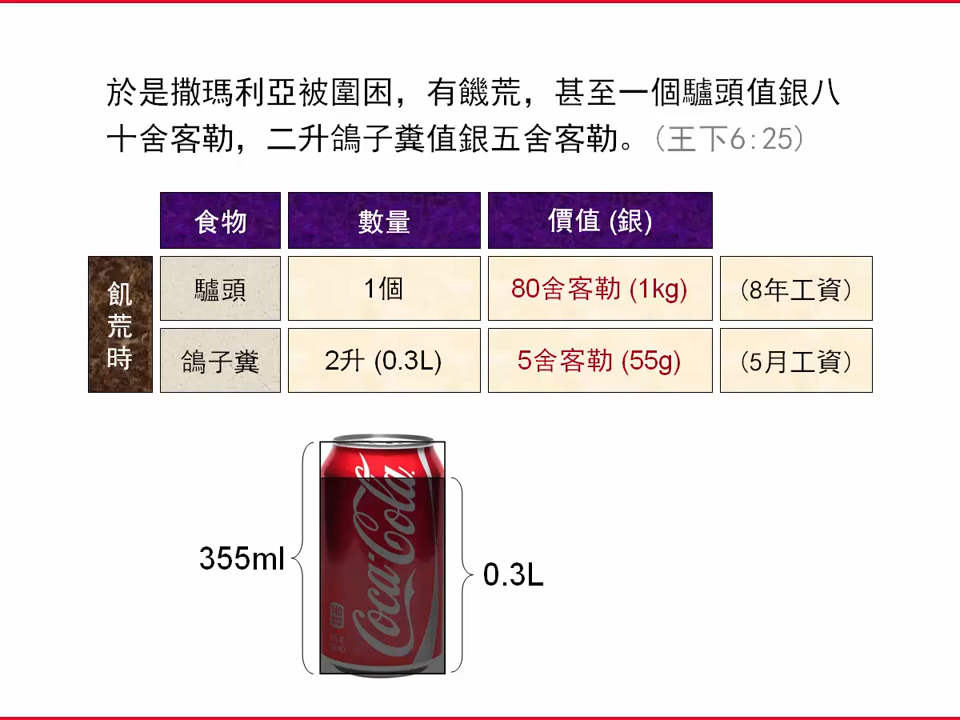 於是撒瑪利亞被圍困，有饑荒，甚至一個驢頭值銀八
十舍客勒，二升鴿子糞值銀五舍客勒。(王下6:25)
食物 數量 價值 (銀)
飢荒時
驢頭 1個 80舍客勒 (1kg) (8年工資)
鴿子糞 2升 (0.3L) 5舍客勒 (55g) (5月工資)
Coca-Cola
355ml
0.3L